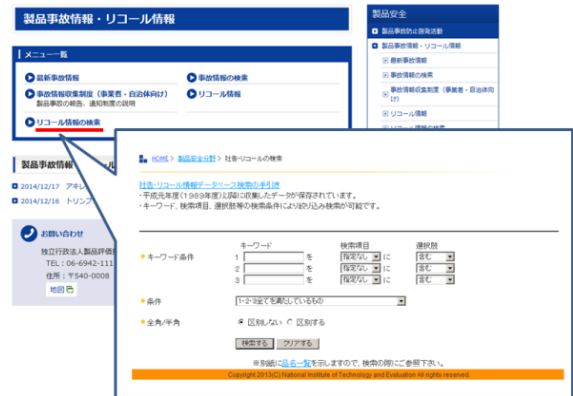 製品事故情報・リコール情報
メニュー一覧
最新事故情報
事故情報の検索
事故情報収集制度（事業者・自治体向け）
製品事故の報告、通知制度の説明
リコール情報
リコール情報の検索
製品安全
製品事故防止啓発活動
製品事故情報・リコール情報
最新事故情報
事故情報の検索
事故情報収集制度（事業者・自治体向け）
リコール情報
リコール情報の検索
製品事故情報
2014/12/17 アキレ
2014/12/16 トリンプ
お問い合わせ
独立行政法人製品評価
TEL：06-6942-111
住所：〒540-0008
地図
HOME > 製品安全分野 > 社告・リコールの検索
社告・リコール情報データベース検索の手引き
・平成元年度(1989年度)以降に収集したデータが保存されています。
・キーワード、検索項目、選択肢等の検索条件により絞り込み検索が可能です。
キーワード 検索項目 選択肢
キーワード条件 1 を 指定なし に 含む
2 を 指定なし に 含む
3 を 指定なし に 含む
条件 1・2・3全てを満たしているもの
全角/半角 区別しない 区別する
検索する クリアする
※別紙に品名一覧を示しますので、検索の際にご参照下さい。
Copyright 2013(C) National Institute of Technology and Evaluation All rights reserved.